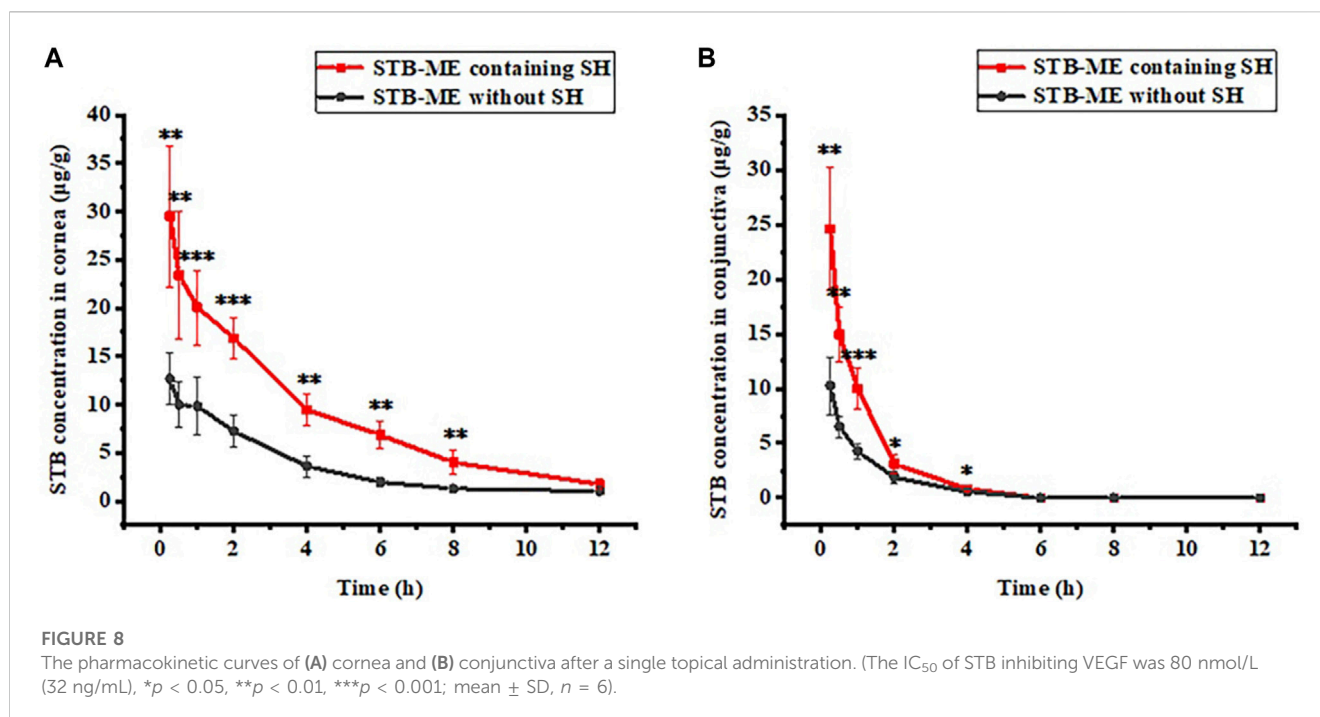 A
STB-ME containing SH
STB-ME without SH
STB concentration in cornea (µg/g)
40
35
30
25
20
15
10
5
0
**
**
***
***
**
**
**
0 2 4 6 8 10 12
Time (h)
B
STB-ME containing SH
STB-ME without SH
STB concentration in conjunctiva (µg/g)
35
30
25
20
15
10
5
0
**
**
***
*
*
0 2 4 6 8 10 12
Time (h)
FIGURE 8
The pharmacokinetic curves of (A) cornea and (B) conjunctiva after a single topical administration. (The IC₅₀ of STB inhibiting VEGF was 80 nmol/L
(32 ng/mL), *p < 0.05, **p < 0.01, ***p < 0.001; mean ± SD, n = 6).